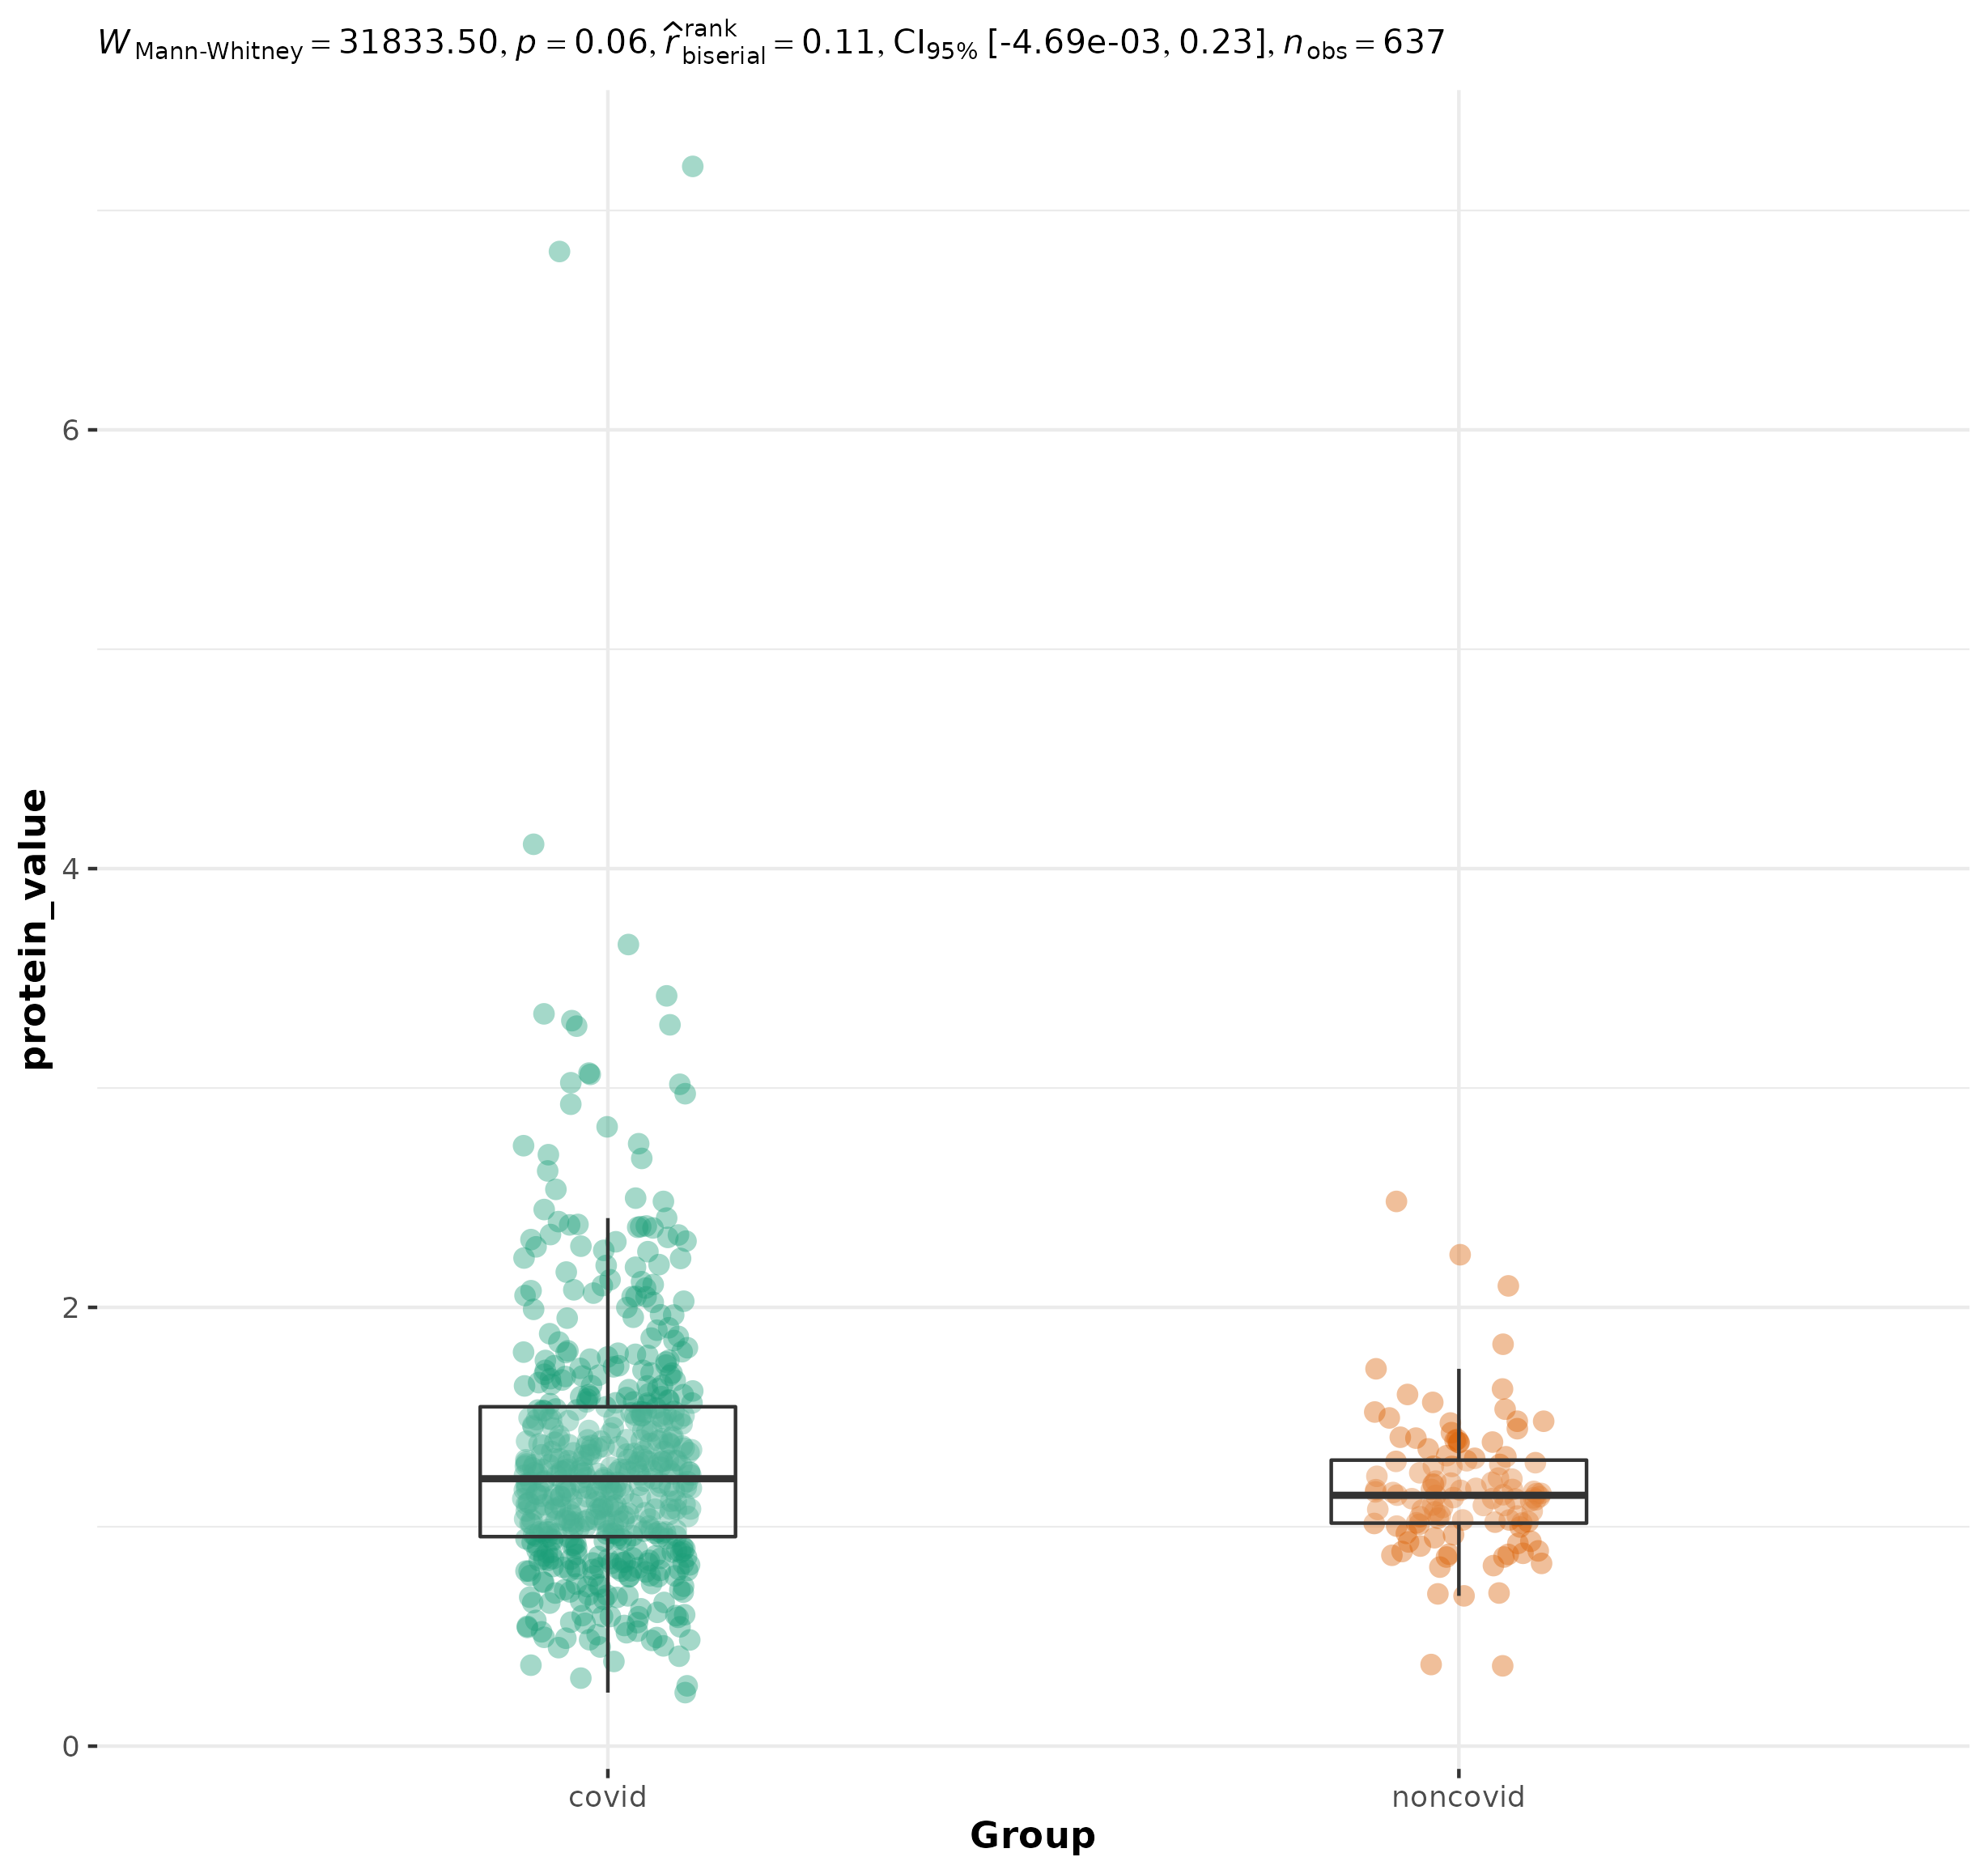 W Mann-Whitney = 31833.50, p = 0.06, r̂ rank biserial = 0.11, CI95% [-4.69e-03, 0.23], nobs = 637
6
4
2
0
protein_value
covid
noncovid
Group